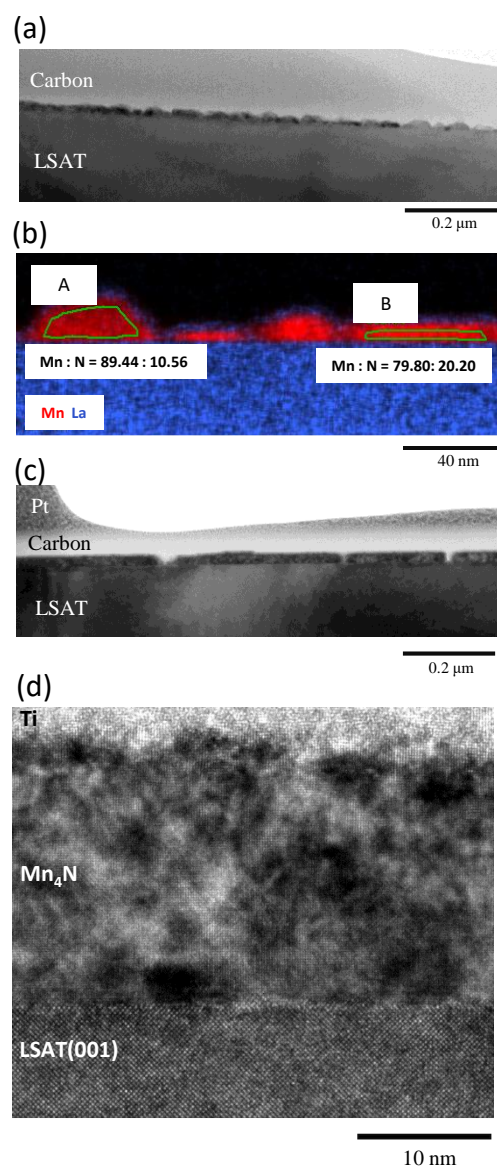 (a)
Carbon
LSAT
0.2 μm
(b)
A
B
Mn : N = 89.44 : 10.56
Mn : N = 79.80: 20.20
Mn La
40 nm
(c)
Pt
Carbon
LSAT
0.2 μm
(d)
Ti
Mn₄N
LSAT(001)
10 nm